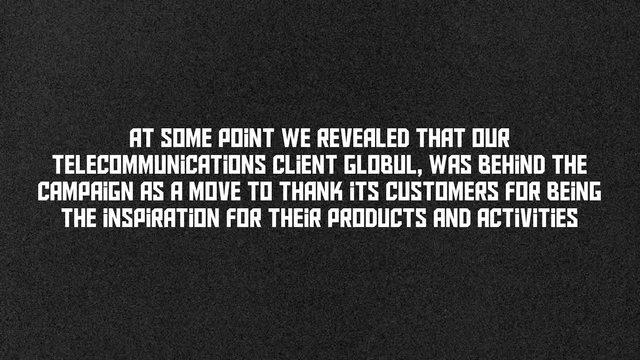 AT SOME POINT WE REVEALED THAT OUR
TELECOMMUNICATIONS CLIENT GLOBUL, WAS BEHIND THE
CAMPAIGN AS A MOVE TO THANK ITS CUSTOMERS FOR BEING
THE INSPIRATION FOR THEIR PRODUCTS AND ACTIVITIES